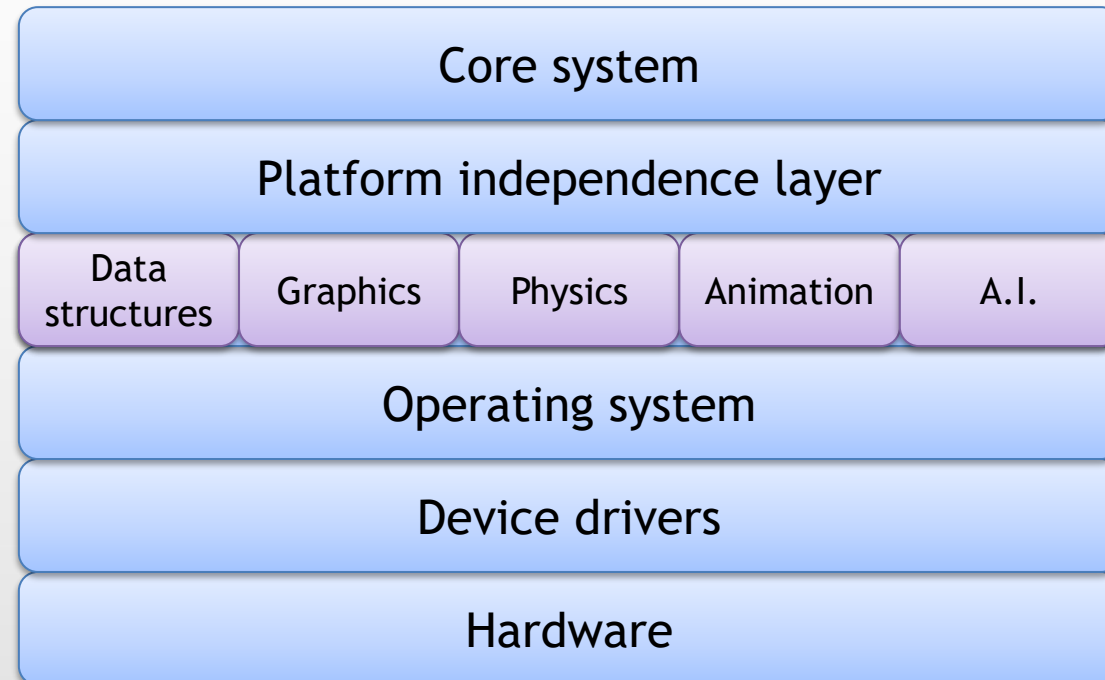 Core system
Platform independence layer
Data
structures
Graphics
Physics
Animation
A.I.
Operating system
Device drivers
Hardware